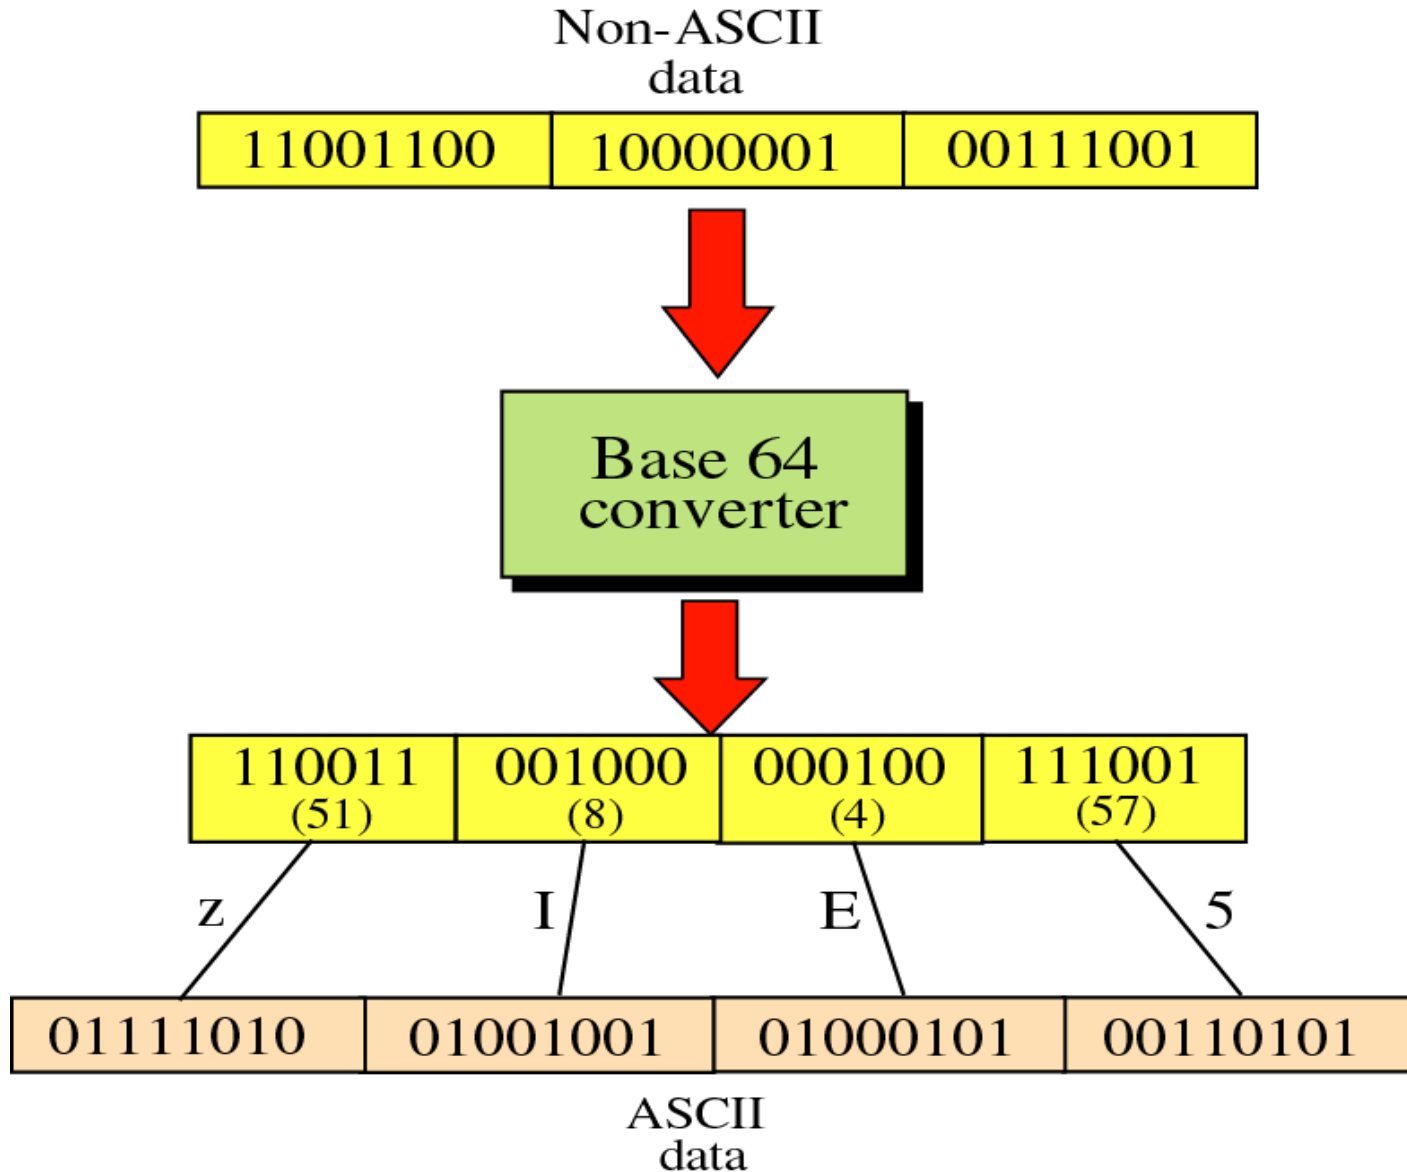 Non-ASCII
data
11001100 10000001 00111001
Base 64
converter
110011 001000 000100 111001
(51) (8) (4) (57)
z I E 5
01111010 01001001 01000101 00110101
ASCII
data